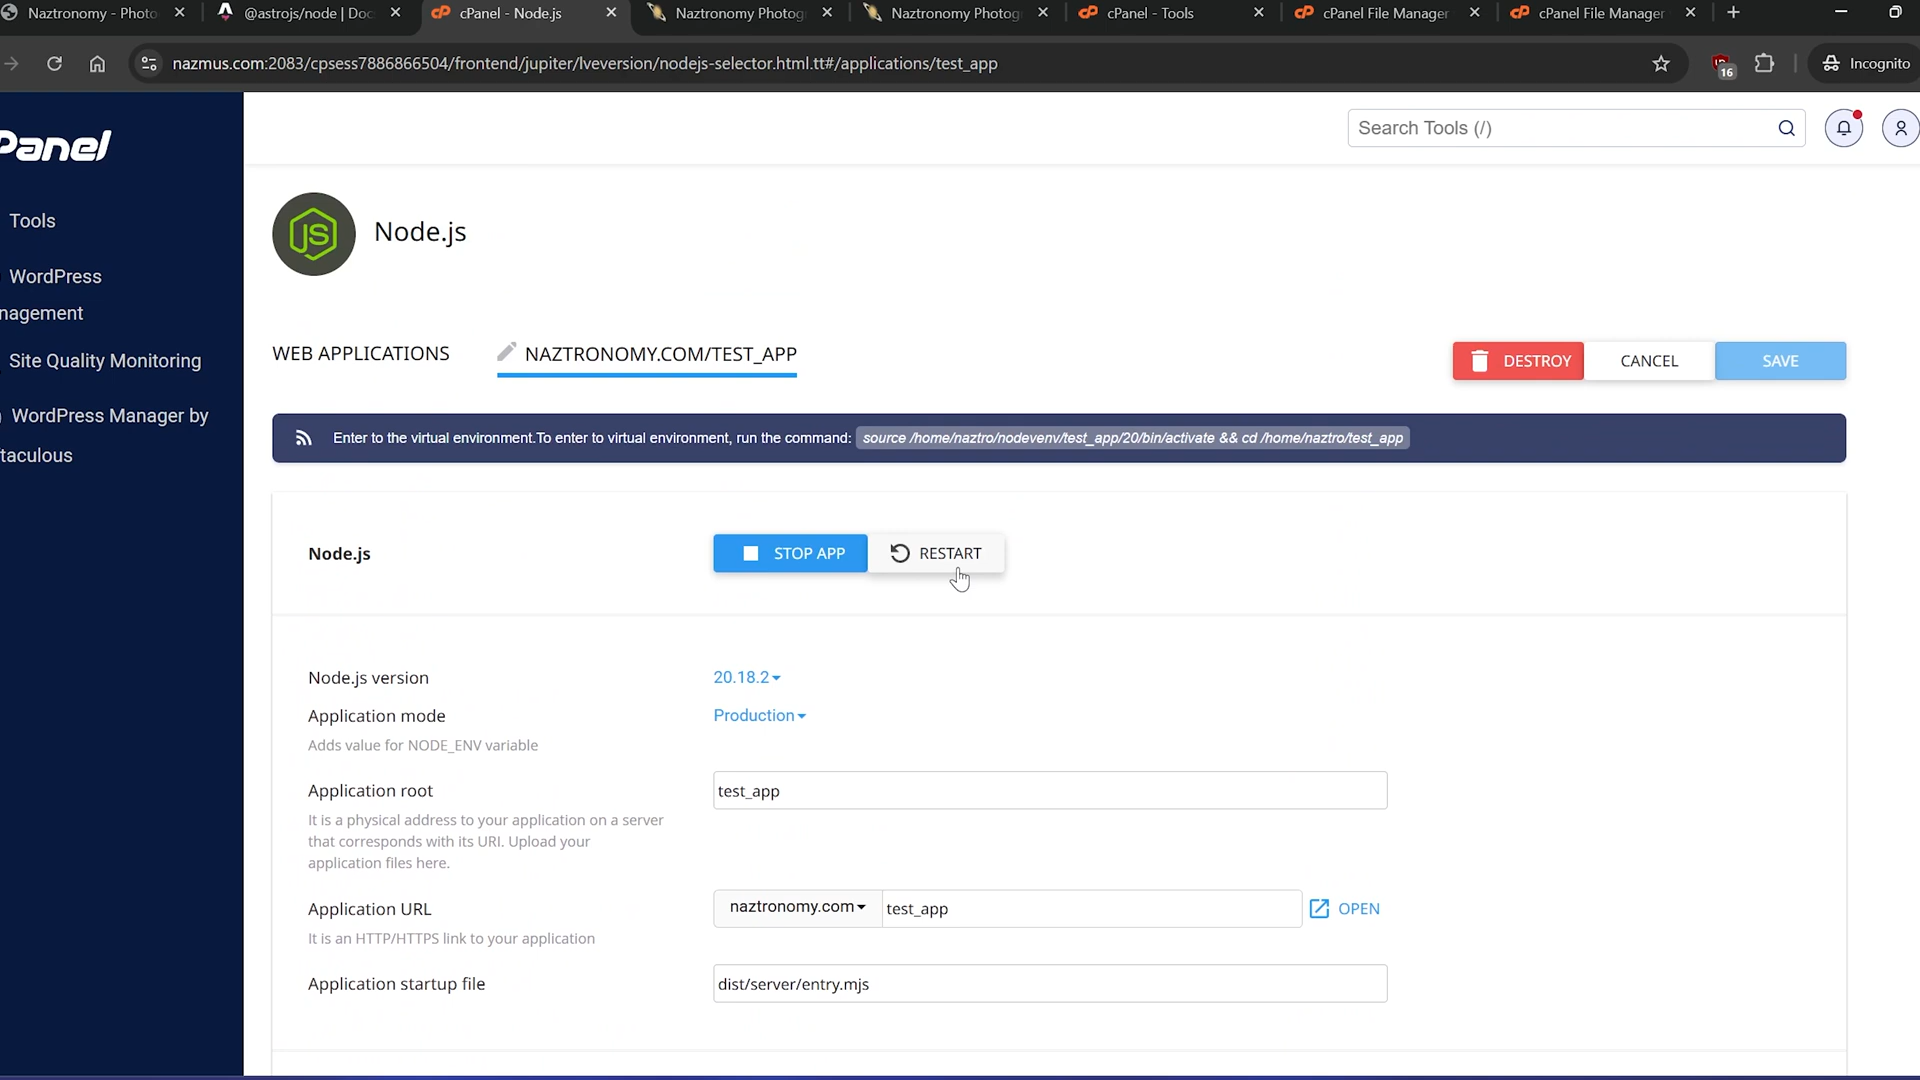 Naztronomy - Photo
@astrojs/node | Doc
cPanel - Node.js
Naztronomy Photog
Naztronomy Photog
cPanel - Tools
cPanel File Manager
cPanel File Manager
nazmus.com:2083/cpsess7886866504/frontend/jupiter/lveversion/nodejs-selector.html.tt#/applications/test_app
16
Incognito
Panel
Search Tools (/)
Tools
WordPress
nagement
Site Quality Monitoring
WordPress Manager by
taculous
JS
Node.js
WEB APPLICATIONS
NAZTRONOMY.COM/TEST_APP
DESTROY
CANCEL
SAVE
Enter to the virtual environment.To enter to virtual environment, run the command: source /home/naztro/nodevenv/test_app/20/bin/activate && cd /home/naztro/test_app
Node.js
STOP APP
RESTART
Node.js version
20.18.2
Application mode
Production
Adds value for NODE_ENV variable
Application root
test_app
It is a physical address to your application on a server
that corresponds with its URI. Upload your
application files here.
Application URL
naztronomy.com
test_app
OPEN
It is an HTTP/HTTPS link to your application
Application startup file
dist/server/entry.mjs